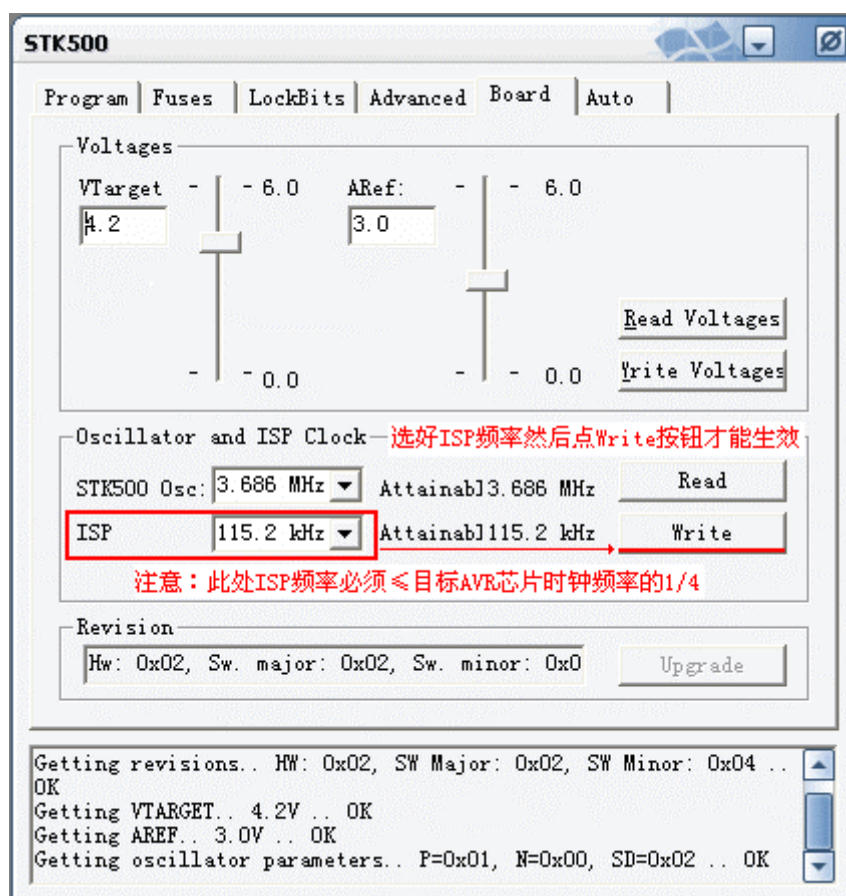 STK500
Program Fuses LockBits Advanced Board Auto
Voltages
VTarget - - 6.0 ARef: - - 6.0
4.2 3.0
Read Voltages
- - 0.0 - - 0.0 Write Voltages
Oscillator and ISP Clock 选好ISP频率然后点Write按钮才能生效
STK500 Osc: 3.686 MHz Attainabl 3.686 MHz Read
ISP 115.2 kHz Attainabl 115.2 kHz Write
注意：此处ISP频率必须≤目标AVR芯片时钟频率的1/4
Revision
Hw: 0x02, Sw. major: 0x02, Sw. minor: 0x0 Upgrade
Getting revisions.. HW: 0x02, SW Major: 0x02, SW Minor: 0x04 ..
OK
Getting VTARGET.. 4.2V .. OK
Getting AREF.. 3.0V .. OK
Getting oscillator parameters.. P=0x01, N=0x00, SD=0x02 .. OK